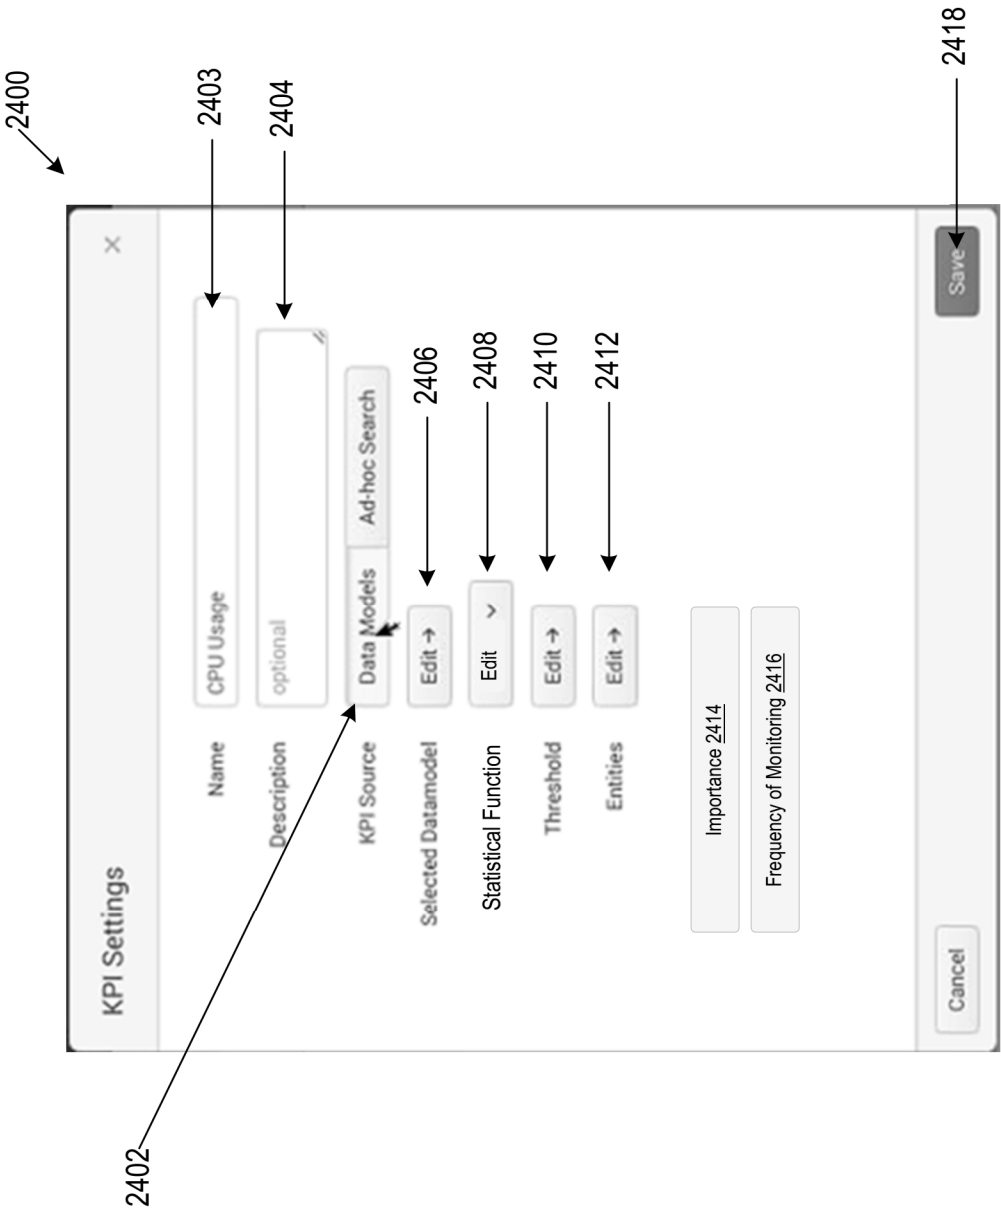 2400
KPI Settings ×
Name CPU Usage 2403
Description optional 2404
2402
KPI Source Data Models Ad-hoc Search
Selected Datamodel Edit → 2406
Statistical Function Edit 2408
Threshold Edit → 2410
Entities Edit → 2412
Importance 2414
Frequency of Monitoring 2416
Cancel Save 2418